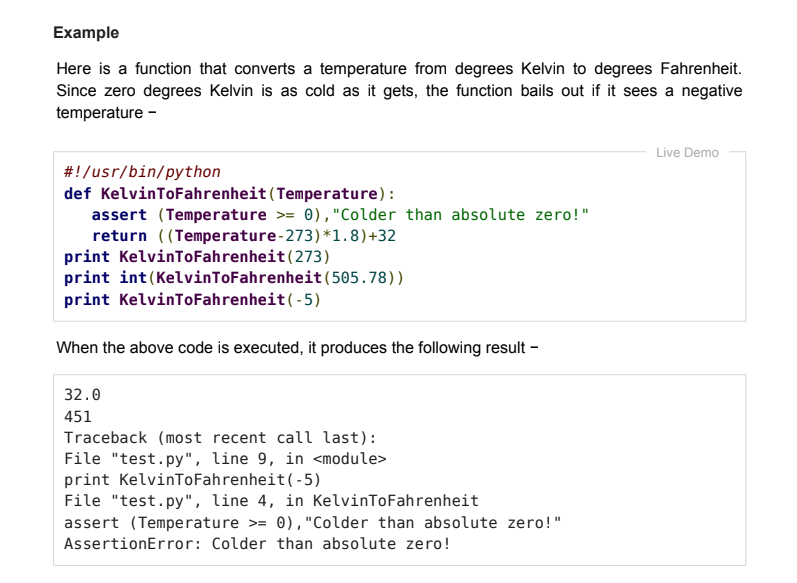 Example
Here is a function that converts a temperature from degrees Kelvin to degrees Fahrenheit.
Since zero degrees Kelvin is as cold as it gets, the function bails out if it sees a negative
temperature −
Live Demo
#!/usr/bin/python
def KelvinToFahrenheit(Temperature):
   assert (Temperature >= 0),"Colder than absolute zero!"
   return ((Temperature-273)*1.8)+32
print KelvinToFahrenheit(273)
print int(KelvinToFahrenheit(505.78))
print KelvinToFahrenheit(-5)
When the above code is executed, it produces the following result −
32.0
451
Traceback (most recent call last):
File "test.py", line 9, in <module>
print KelvinToFahrenheit(-5)
File "test.py", line 4, in KelvinToFahrenheit
assert (Temperature >= 0),"Colder than absolute zero!"
AssertionError: Colder than absolute zero!